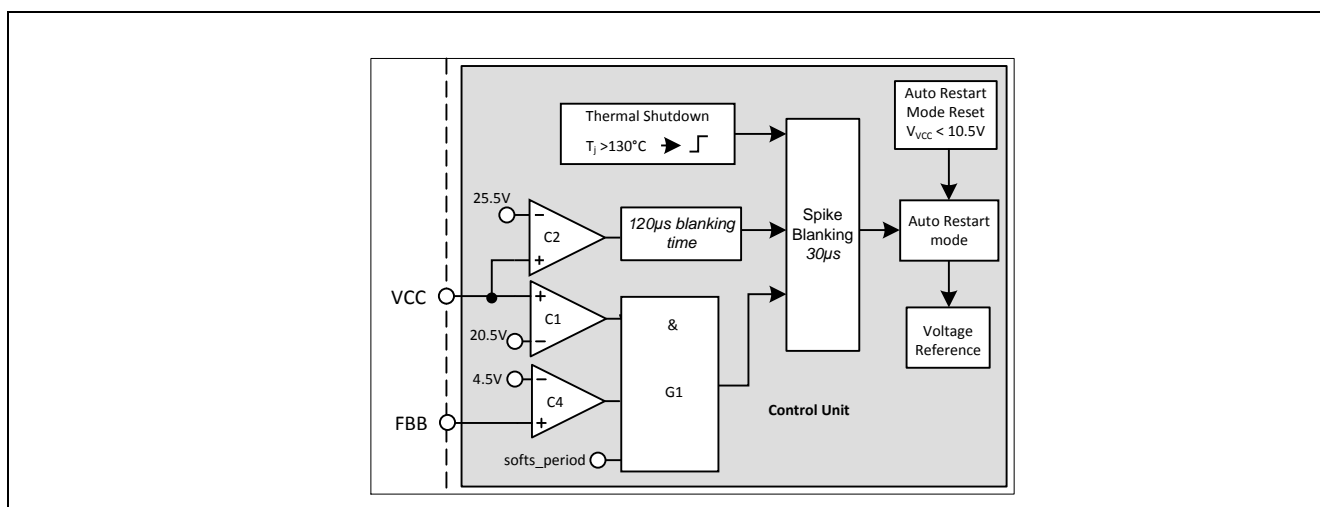 Thermal Shutdown
Tj >130°C
Auto Restart
Mode Reset
VVCC < 10.5V
25.5V
−
C2
+
120µs blanking
time
Spike
Blanking
30µs
Auto Restart
mode
VCC
+
C1
20.5V
−
&
G1
4.5V
−
C4
FBB
+
softs_period
Voltage
Reference
Control Unit